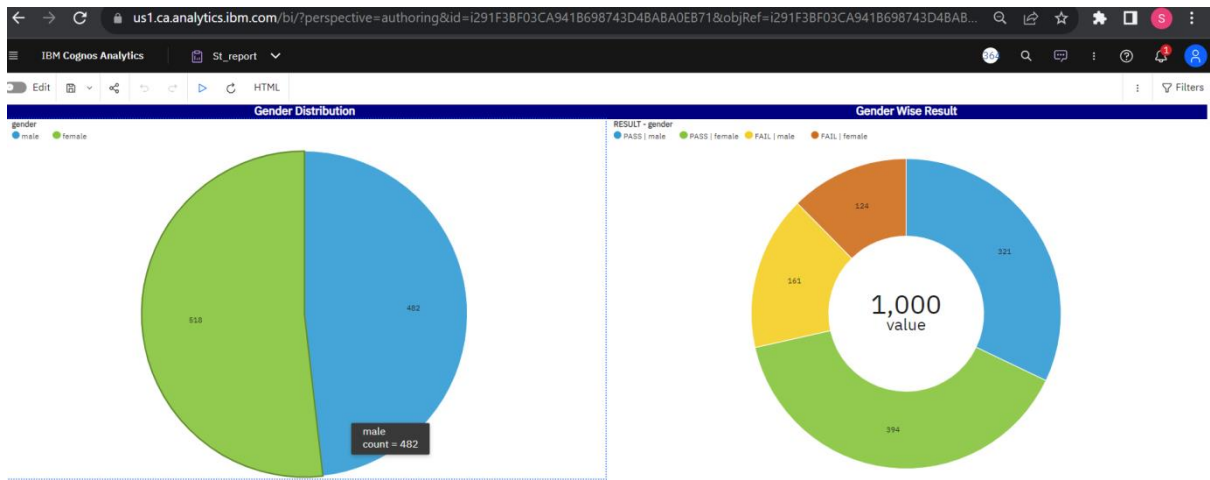 us1.ca.analytics.ibm.com/bi/?perspective=authoring&id=i291F3BF03CA941B698743D4BABA0EB71&objRef=i291F3BF03CA941B698743D4BAB...
S
IBM Cognos Analytics
St_report
364
1
Edit
HTML
Filters
Gender Distribution
gender
male female
518
482
male
count = 482
Gender Wise Result
RESULT - gender
PASS | male PASS | female FAIL | male FAIL | female
124
321
161
1,000
value
394